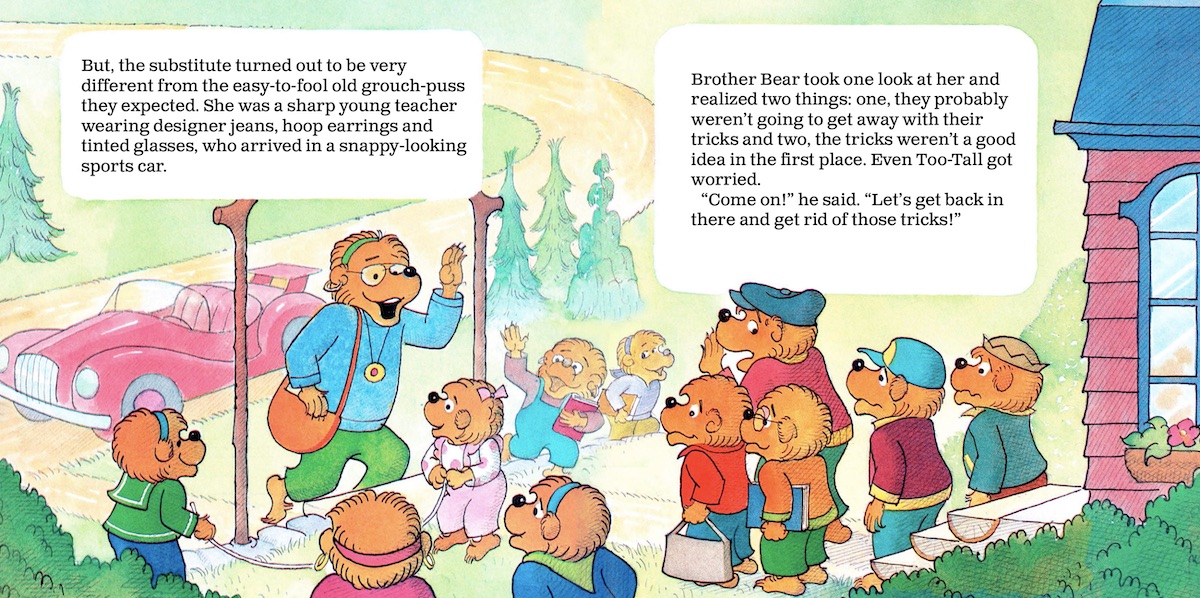 But, the substitute turned out to be very
different from the easy-to-fool old grouch-puss
they expected. She was a sharp young teacher
wearing designer jeans, hoop earrings and
tinted glasses, who arrived in a snappy-looking
sports car.
Brother Bear took one look at her and
realized two things: one, they probably
weren’t going to get away with their
tricks and two, the tricks weren’t a good
idea in the first place. Even Too-Tall got
worried.
“Come on!” he said. “Let’s get back in
there and get rid of those tricks!”